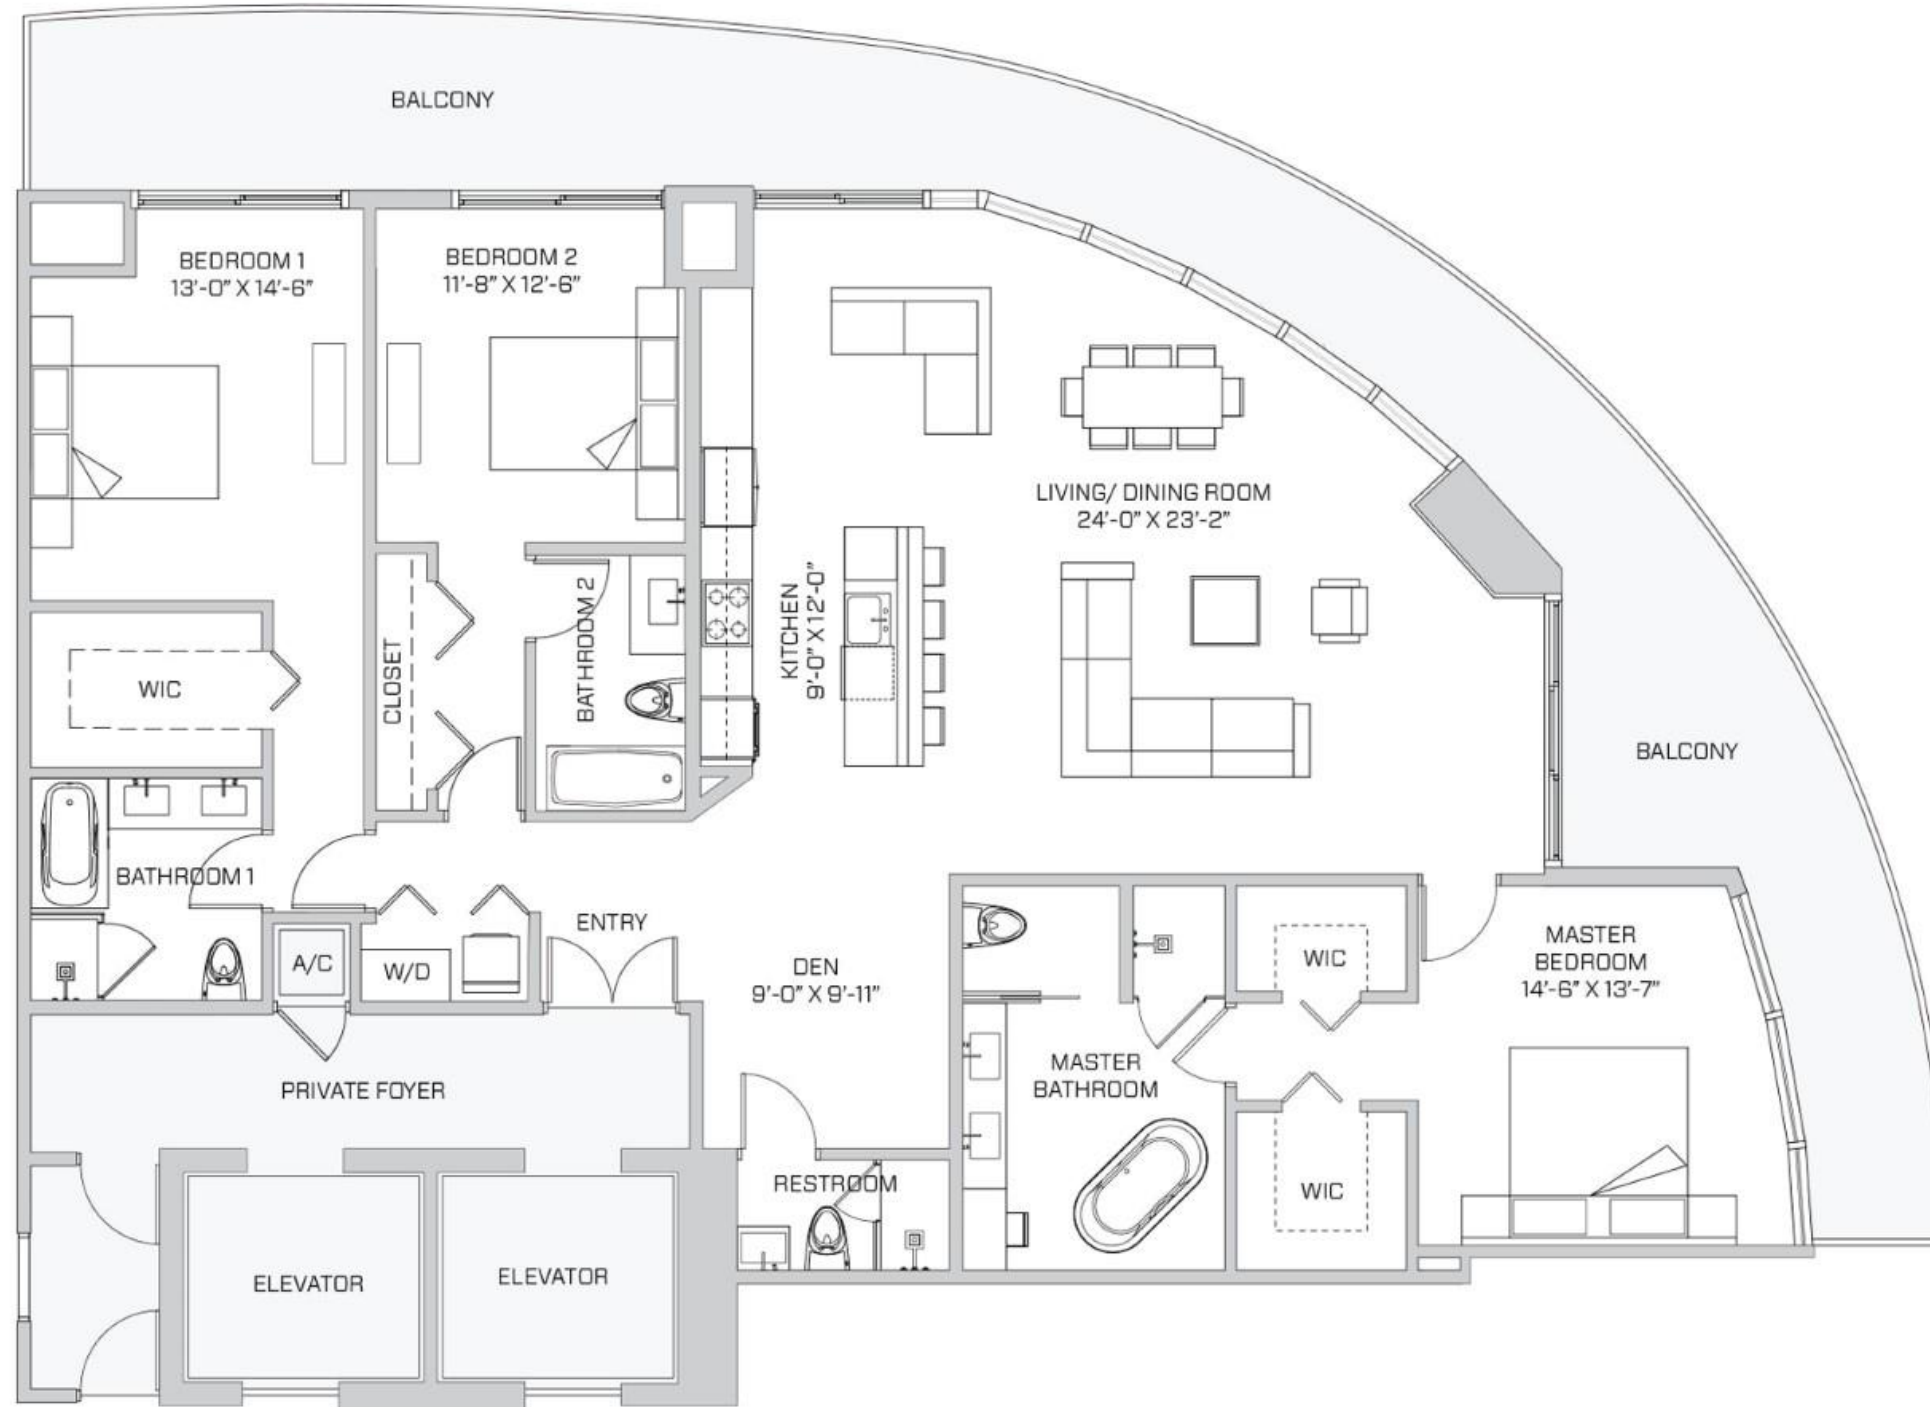 BALCONY
BEDROOM 1
13'-0" X 14'-6"
BEDROOM 2
11'-8" X 12'-6"
LIVING/ DINING ROOM
24'-0" X 23'-2"
KITCHEN
9'-0" X 12'-0"
BATHROOM 2
CLOSET
WIC
BALCONY
BATHROOM 1
ENTRY
A/C
W/D
DEN
9'-0" X 9'-11"
WIC
MASTER
BEDROOM
14'-6" X 13'-7"
MASTER
BATHROOM
PRIVATE FOYER
RESTROOM
WIC
ELEVATOR
ELEVATOR